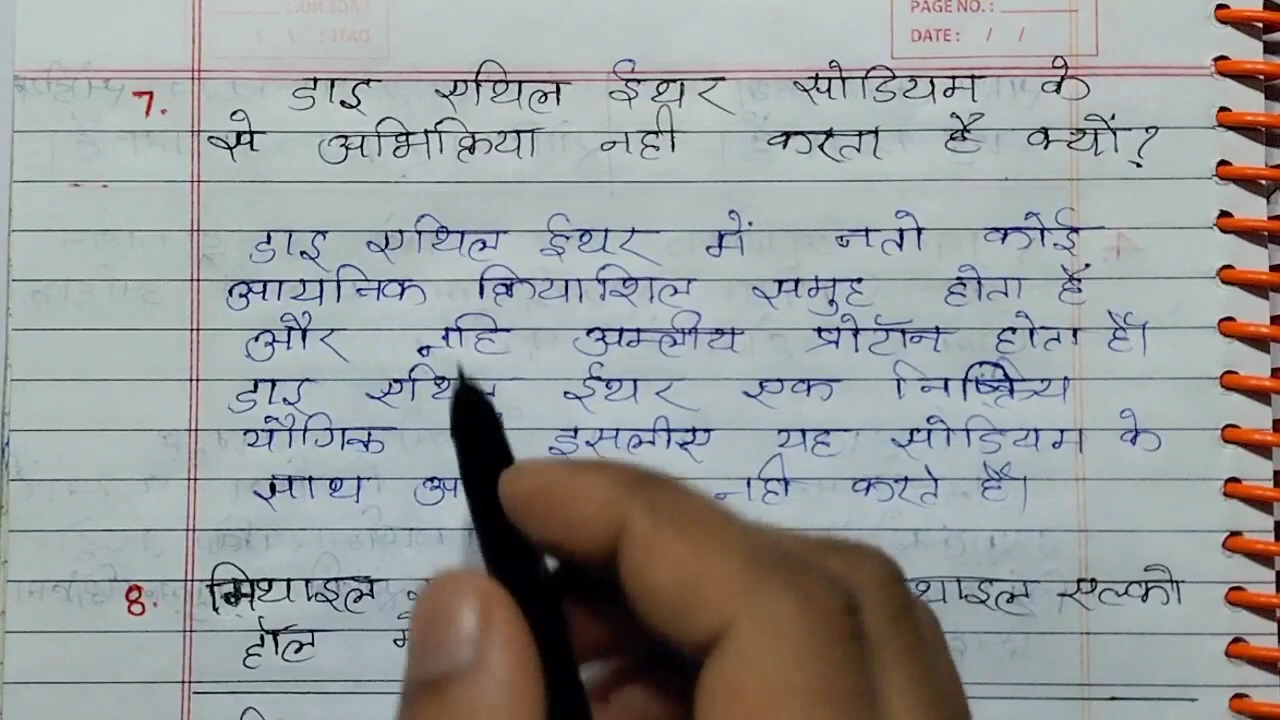 PAGE NO. :
DATE : / /
7. डाइ एथिल ईथर सोडियम के
से अभिक्रिया नही करता है क्यों?
डाइ एथिल ईथर में नतो कोई
आयनिक क्रियाशिल समुह होता हैं
और नहि अम्लीय प्रोटॉन होता हैं।
डाइ ईथर एक निष्क्रिय
यौगिक इसलीए यह सोडियम के
साथ नही करते हैं।
8. मिथाइल थाइल एल्को
हॉल